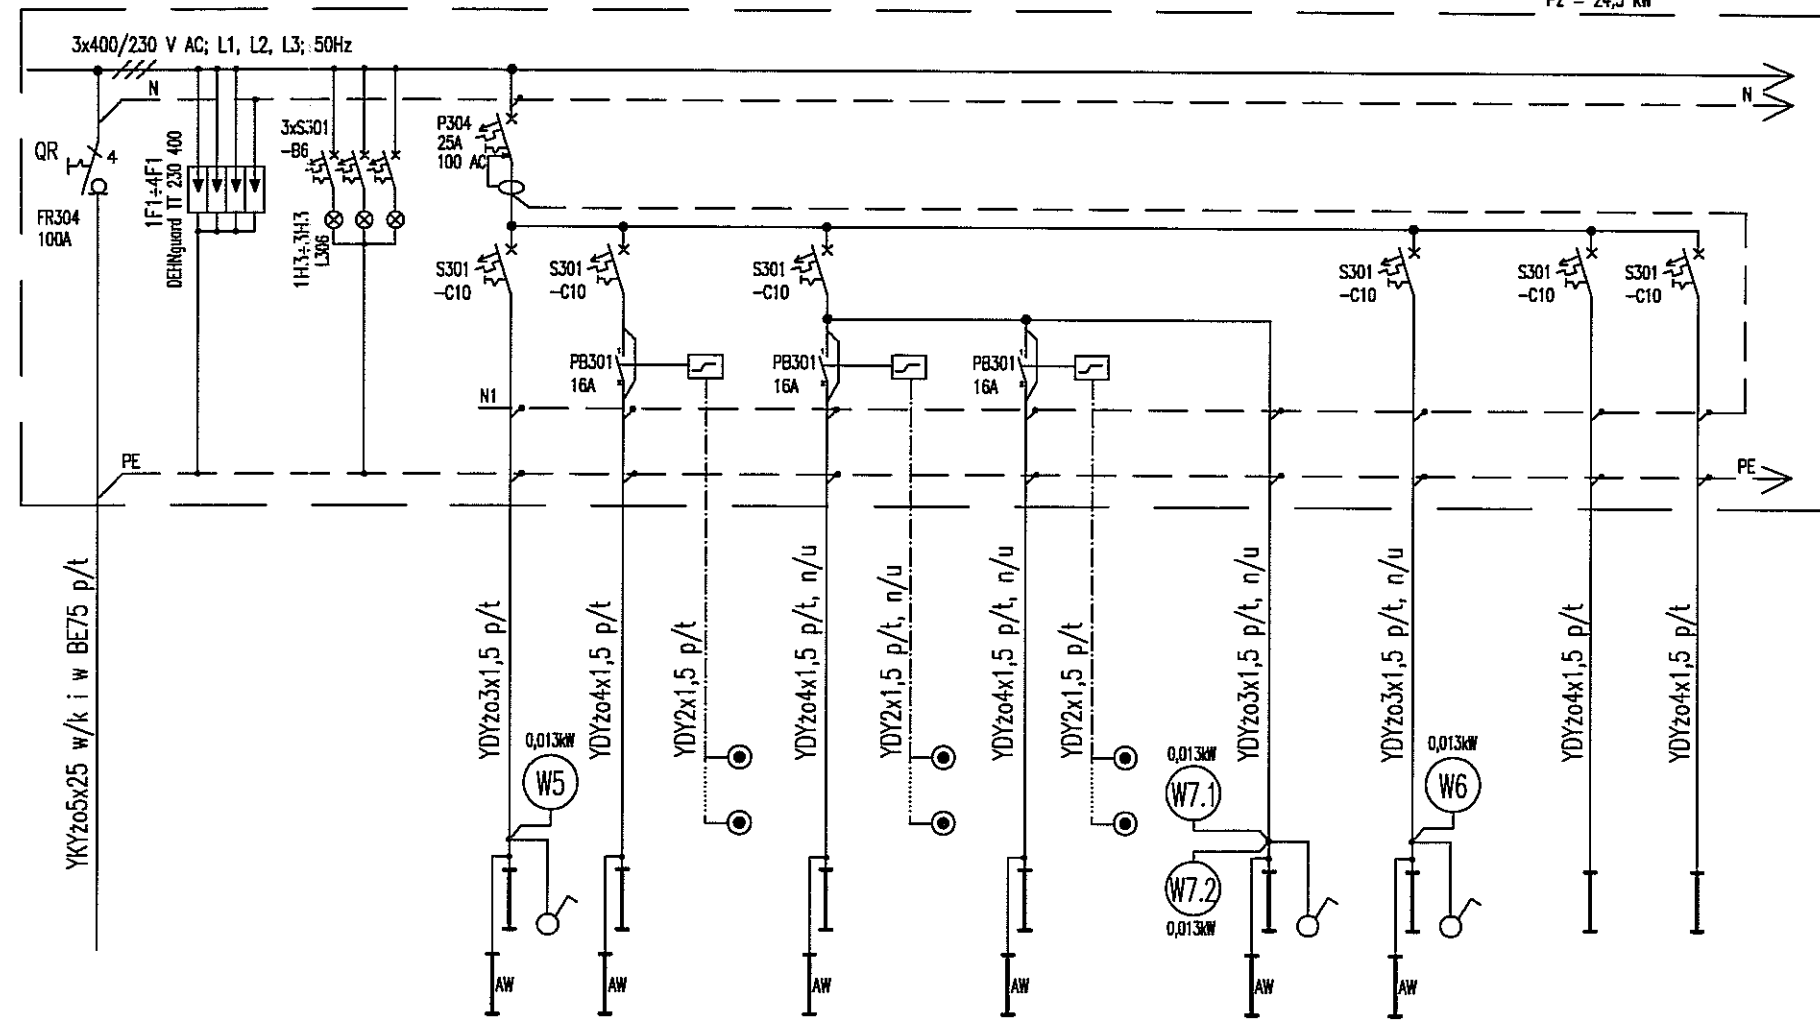 3x400/230 V AC; L1, L2, L3; 50Hz
N
N
QR
4
FR304
100A
1F1÷4F1
DEHNguard TT 230 400
3xS301
-B6
1H3÷3H3
L306
P304
25A
100 AC
S301
-C10
S301
-C10
S301
-C10
S301
-C10
S301
-C10
S301
-C10
PB301
16A
PB301
16A
PB301
16A
N1
PE
PE
YKYżo5x25 w/k i w BE75 p/t
YDYżo3x1,5 p/t
YDYżo4x1,5 p/t
YDY2x1,5 p/t
YDYżo4x1,5 p/t, n/u
YDY2x1,5 p/t, n/u
YDYżo4x1,5 p/t, n/u
YDY2x1,5 p/t
YDYżo3x1,5 p/t, n/u
YDYżo3x1,5 p/t, n/u
YDYżo4x1,5 p/t
YDYżo4x1,5 p/t
0,013kW
W5
0,013kW
W7.1
W7.2
0,013kW
0,013kW
W6
AW
AW
AW
AW
AW
AW